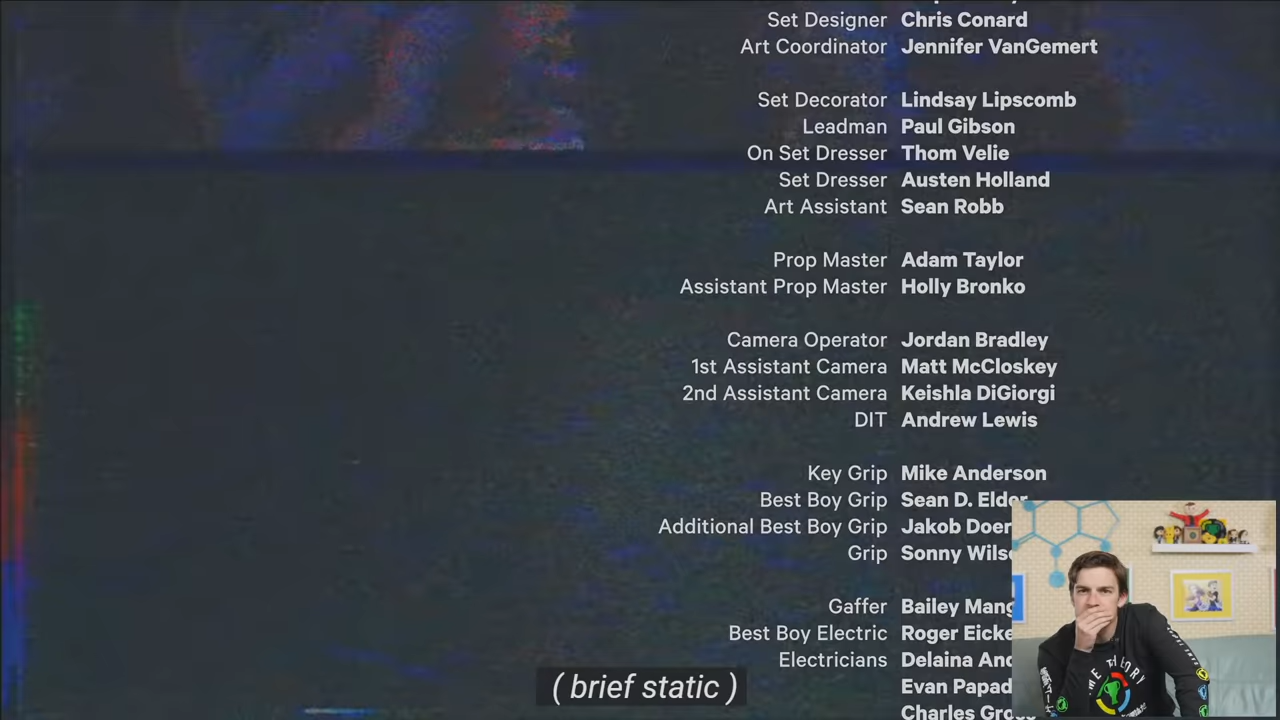 Set Designer Chris Conard
Art Coordinator Jennifer VanGemert
Set Decorator Lindsay Lipscomb
Leadman Paul Gibson
On Set Dresser Thom Velie
Set Dresser Austen Holland
Art Assistant Sean Robb
Prop Master Adam Taylor
Assistant Prop Master Holly Bronko
Camera Operator Jordan Bradley
1st Assistant Camera Matt McCloskey
2nd Assistant Camera Keishla DiGiorgi
DIT Andrew Lewis
Key Grip Mike Anderson
Best Boy Grip Sean D. Elder
Additional Best Boy Grip Jakob
Grip Sonny
Gaffer Bailey
Best Boy Electric Roger
Electricians Delaina
Evan
Charles
( brief static )
THEORY